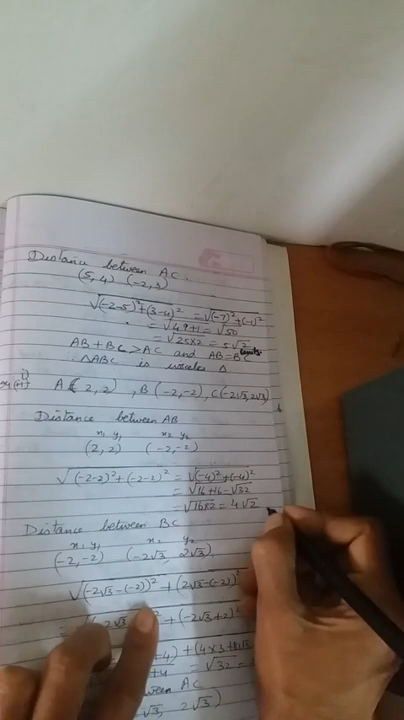 Distance between AC:
(5,4) (-2,3)
√(-2-5)²+(3-4)² = √(-7)²+(-1)²
= √49+1 = √50
= √25×2 = 5√2 units.
AB + BC > AC and AB = BC
∴ ΔABC is isosceles Δ
A(2, 2), B(-2,-2), C(-2√3, 2√3)
Distance between AB
x₁ y₁ x₂ y₂
(2, 2) (-2,-2)
√(-2-2)²+(-2-2)² = √(-4)²+(-4)²
= √16+16 = √32
= √16×2 = 4√2
Distance between BC
x₁ y₁ x₂ y₂
(-2,-2) (-2√3, 2√3)
√(-2√3-(-2))² + (2√3-(-2))²
+ (-2√3+2)
+ (4×3+
= √32 =
AC
2√3)